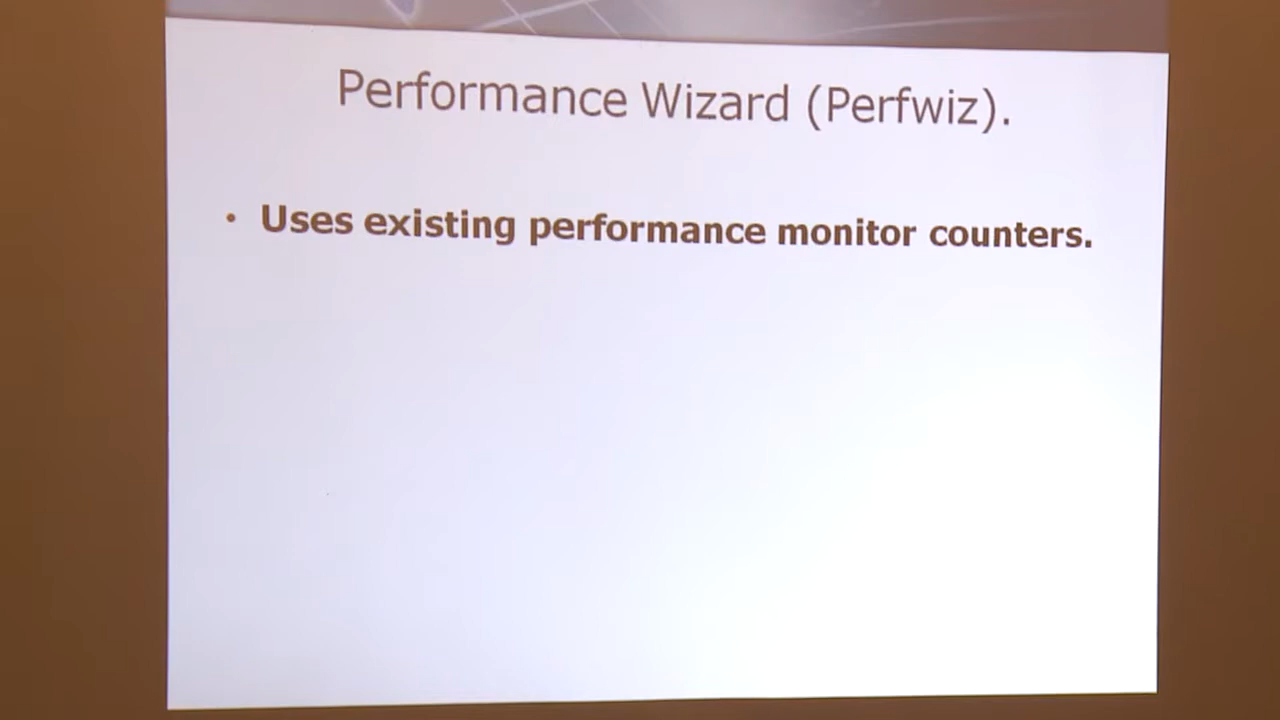 Performance Wizard (Perfwiz).
• Uses existing performance monitor counters.